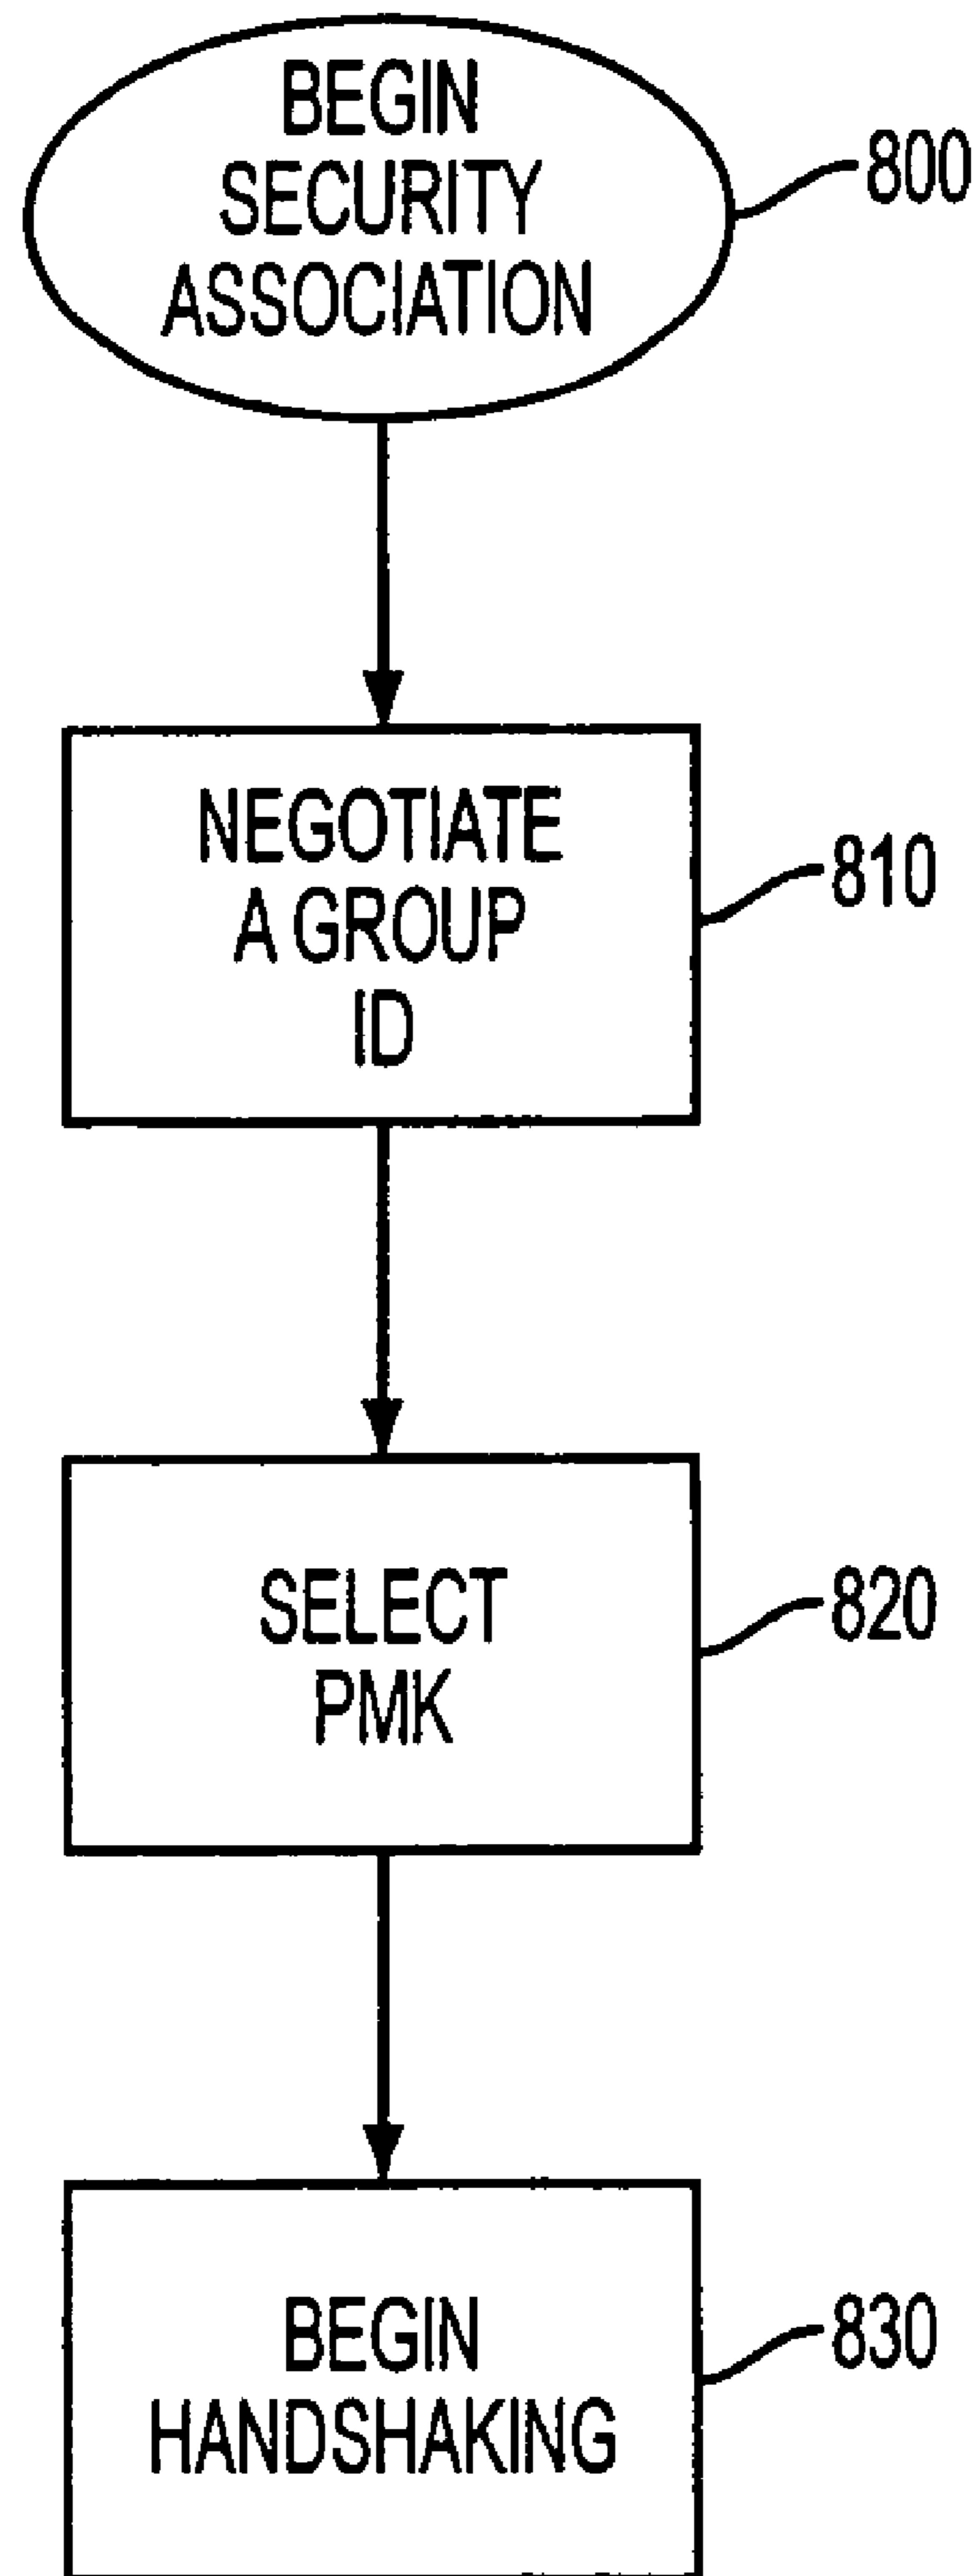 BEGIN
SECURITY
ASSOCIATION
800
NEGOTIATE
A GROUP
ID
810
SELECT
PMK
820
BEGIN
HANDSHAKING
830